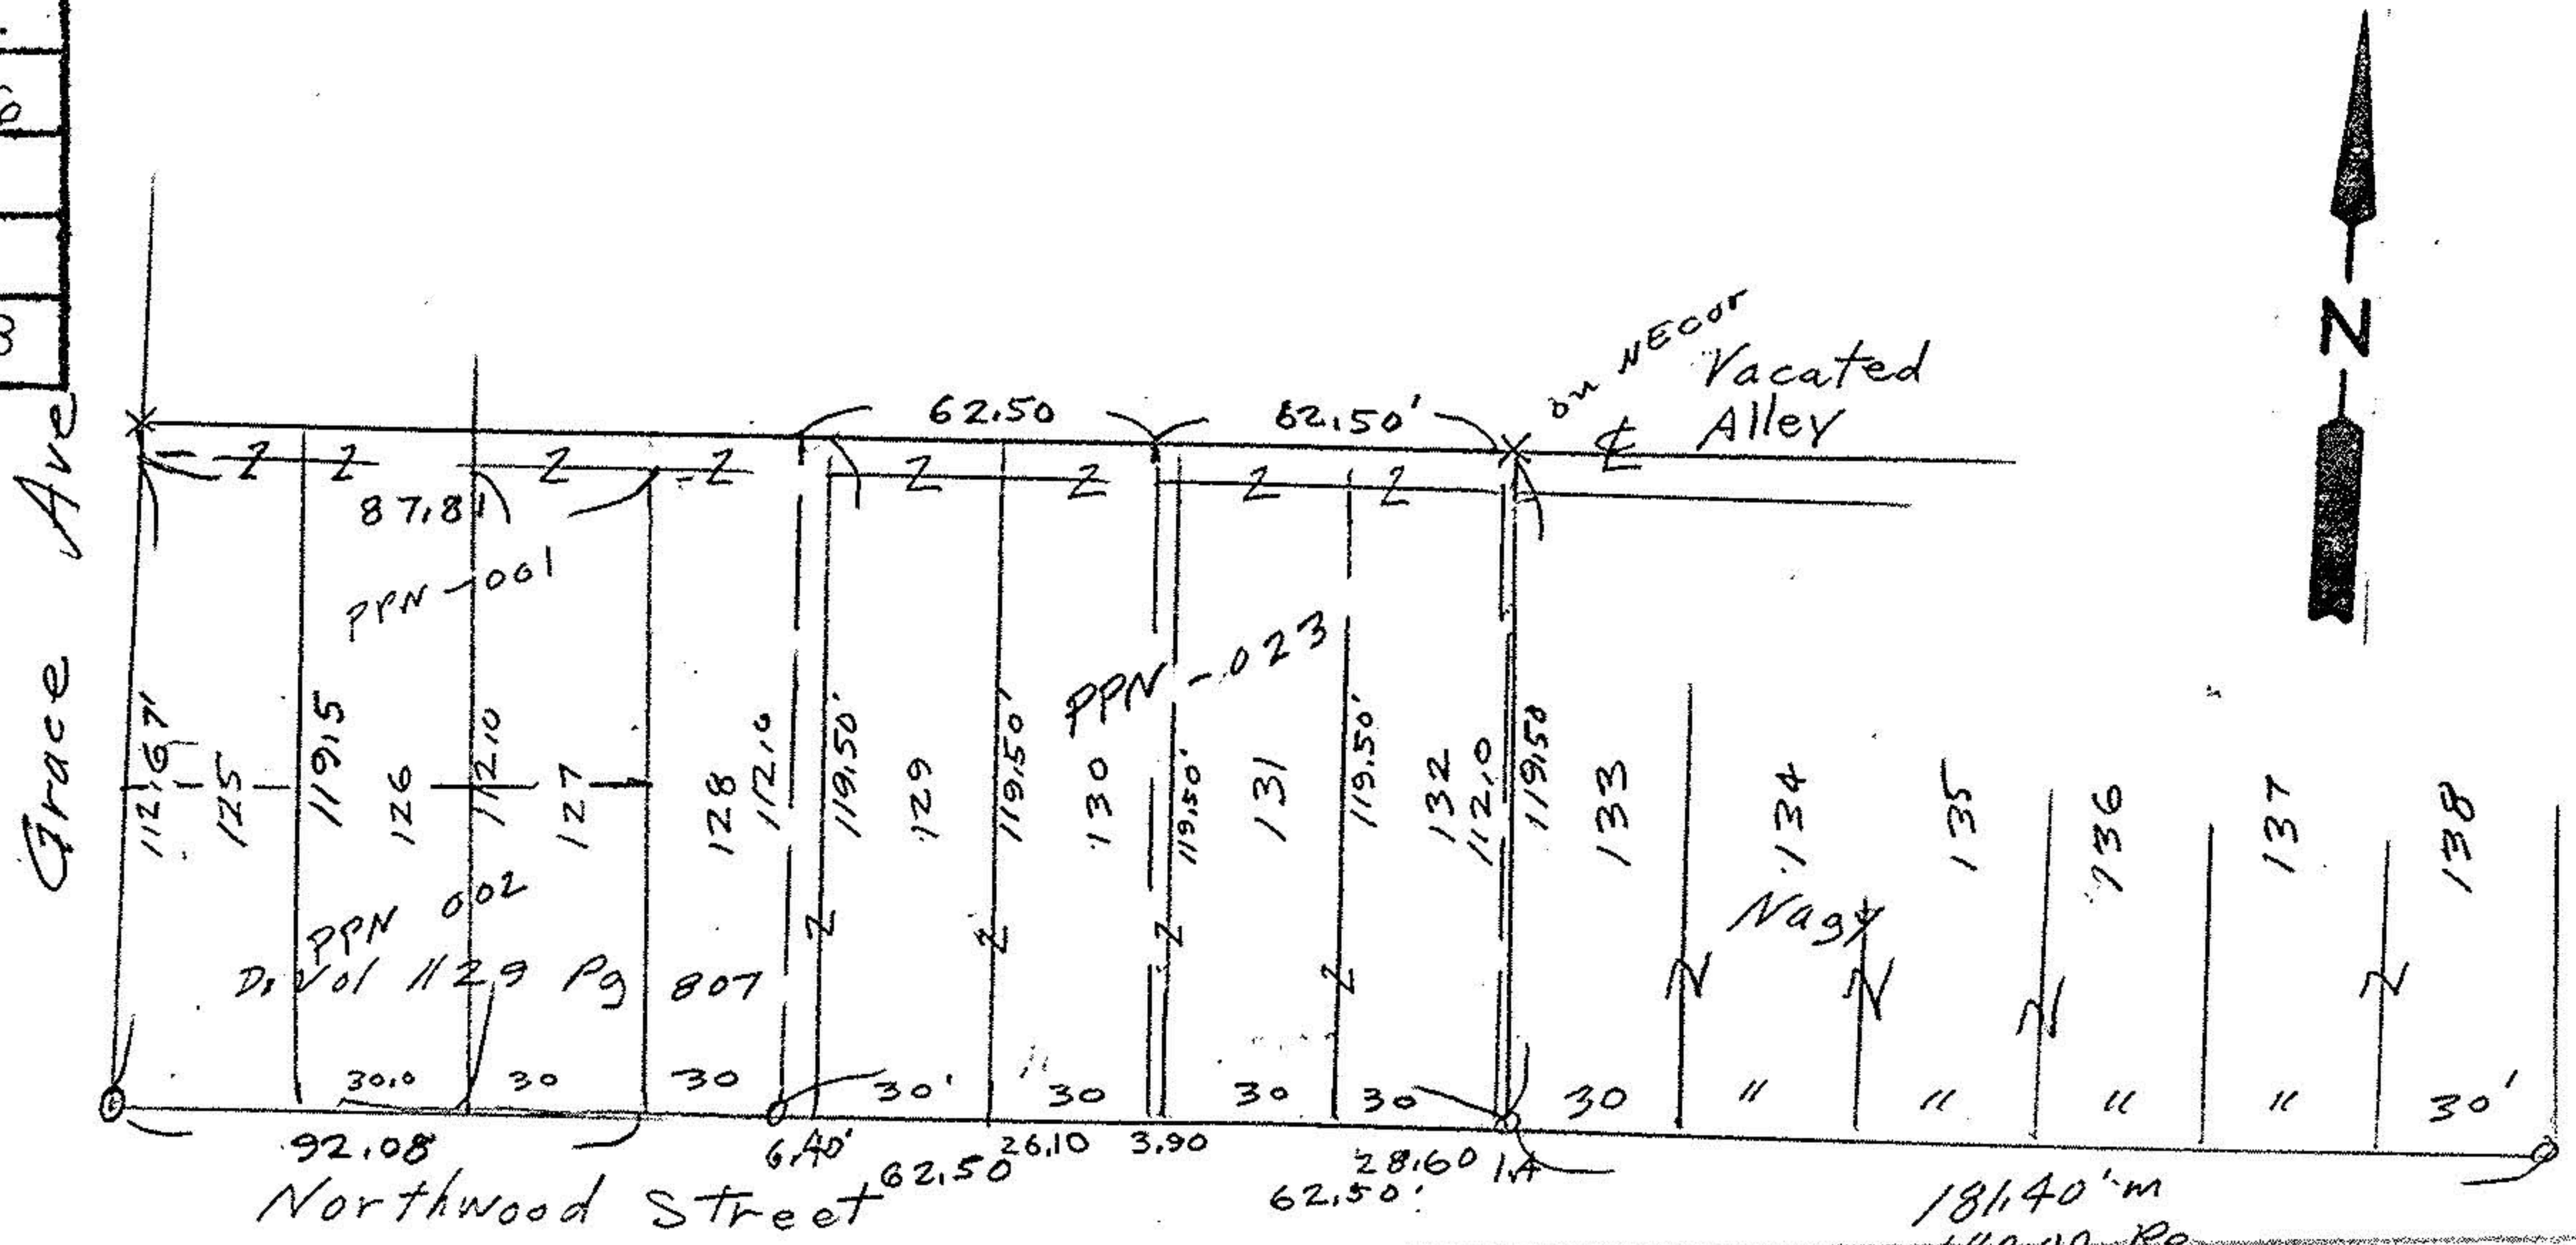 N
on NEcor
Vacated
Alley
℄
62.50
62.50'
Grace Ave
Z Z Z Z Z Z Z Z
87.81
PPN-001
PPN-023
112.67'
125
119.5
126
112.10
127
128
112.0
119.50'
129
119.50'
130
119.50'
131
119.50'
132
112.0
119.50
133
134
135
136
137
138
Nagy
PPN 002
D. Vol 1129 Pg 807
Z Z Z Z Z Z Z Z
30.0 30 30 30' 30 30 30 30 " " " " 30'
92.08
6.40'
62.50
26.10
3.90
28.60
1.4
62.50'
Northwood Street
181.40'm